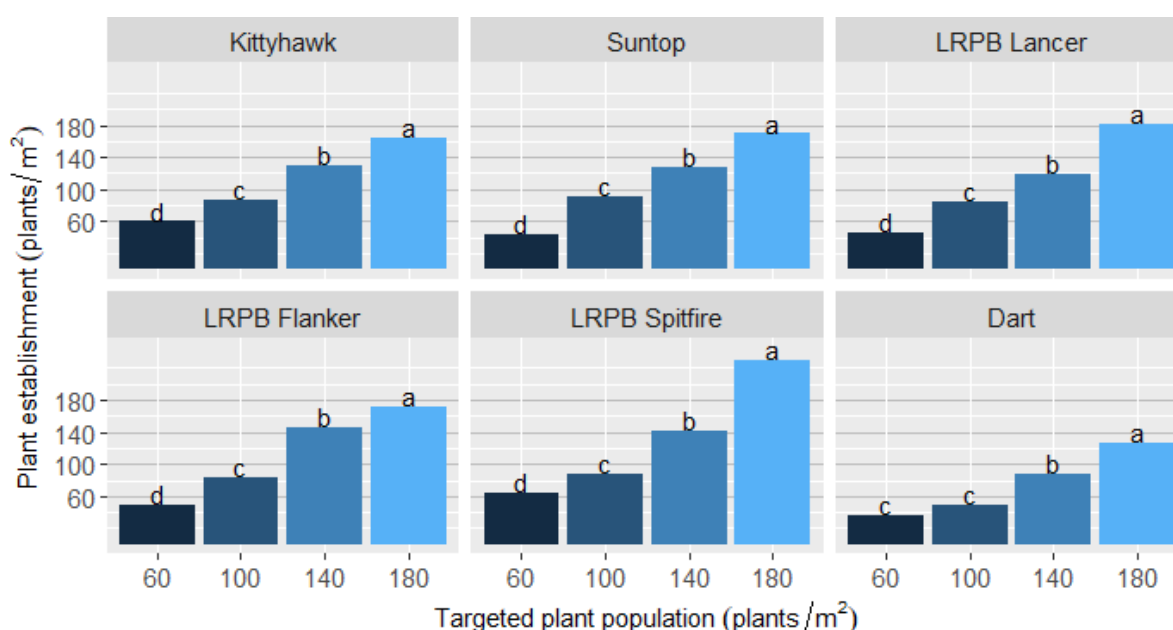 Kittyhawk
Suntop
LRPB Lancer
180
140
100
60
d
c
b
a
d
c
b
a
d
c
b
a
LRPB Flanker
LRPB Spitfire
Dart
180
140
100
60
d
c
b
a
d
c
b
a
c
c
b
a
60 100 140 180
60 100 140 180
60 100 140 180
Plant establishment (plants/m²)
Targeted plant population (plants/m²)